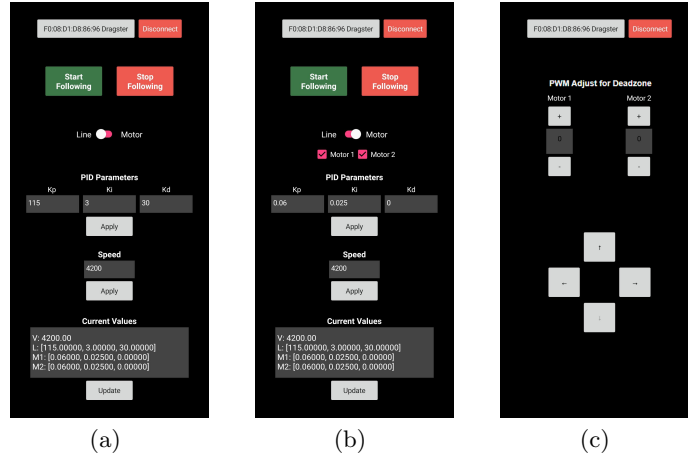 F0:08:D1:D8:86:96 Dragster Disconnect
Start Following Stop Following
Line Motor
PID Parameters
Kp Ki Kd
115 3 30
Apply
Speed
4200
Apply
Current Values
V: 4200.00
L: [115.00000, 3.00000, 30.00000]
M1: [0.06000, 0.02500, 0.00000]
M2: [0.06000, 0.02500, 0.00000]
Update
(a)
F0:08:D1:D8:86:96 Dragster Disconnect
Start Following Stop Following
Line Motor
Motor 1 Motor 2
PID Parameters
Kp Ki Kd
0.06 0.025 0
Apply
Speed
4200
Apply
Current Values
V: 4200.00
L: [115.00000, 3.00000, 30.00000]
M1: [0.06000, 0.02500, 0.00000]
M2: [0.06000, 0.02500, 0.00000]
Update
(b)
F0:08:D1:D8:86:96 Dragster Disconnect
PWM Adjust for Deadzone
Motor 1 Motor 2
+ +
0 0
- -
↑
← →
↓
(c)